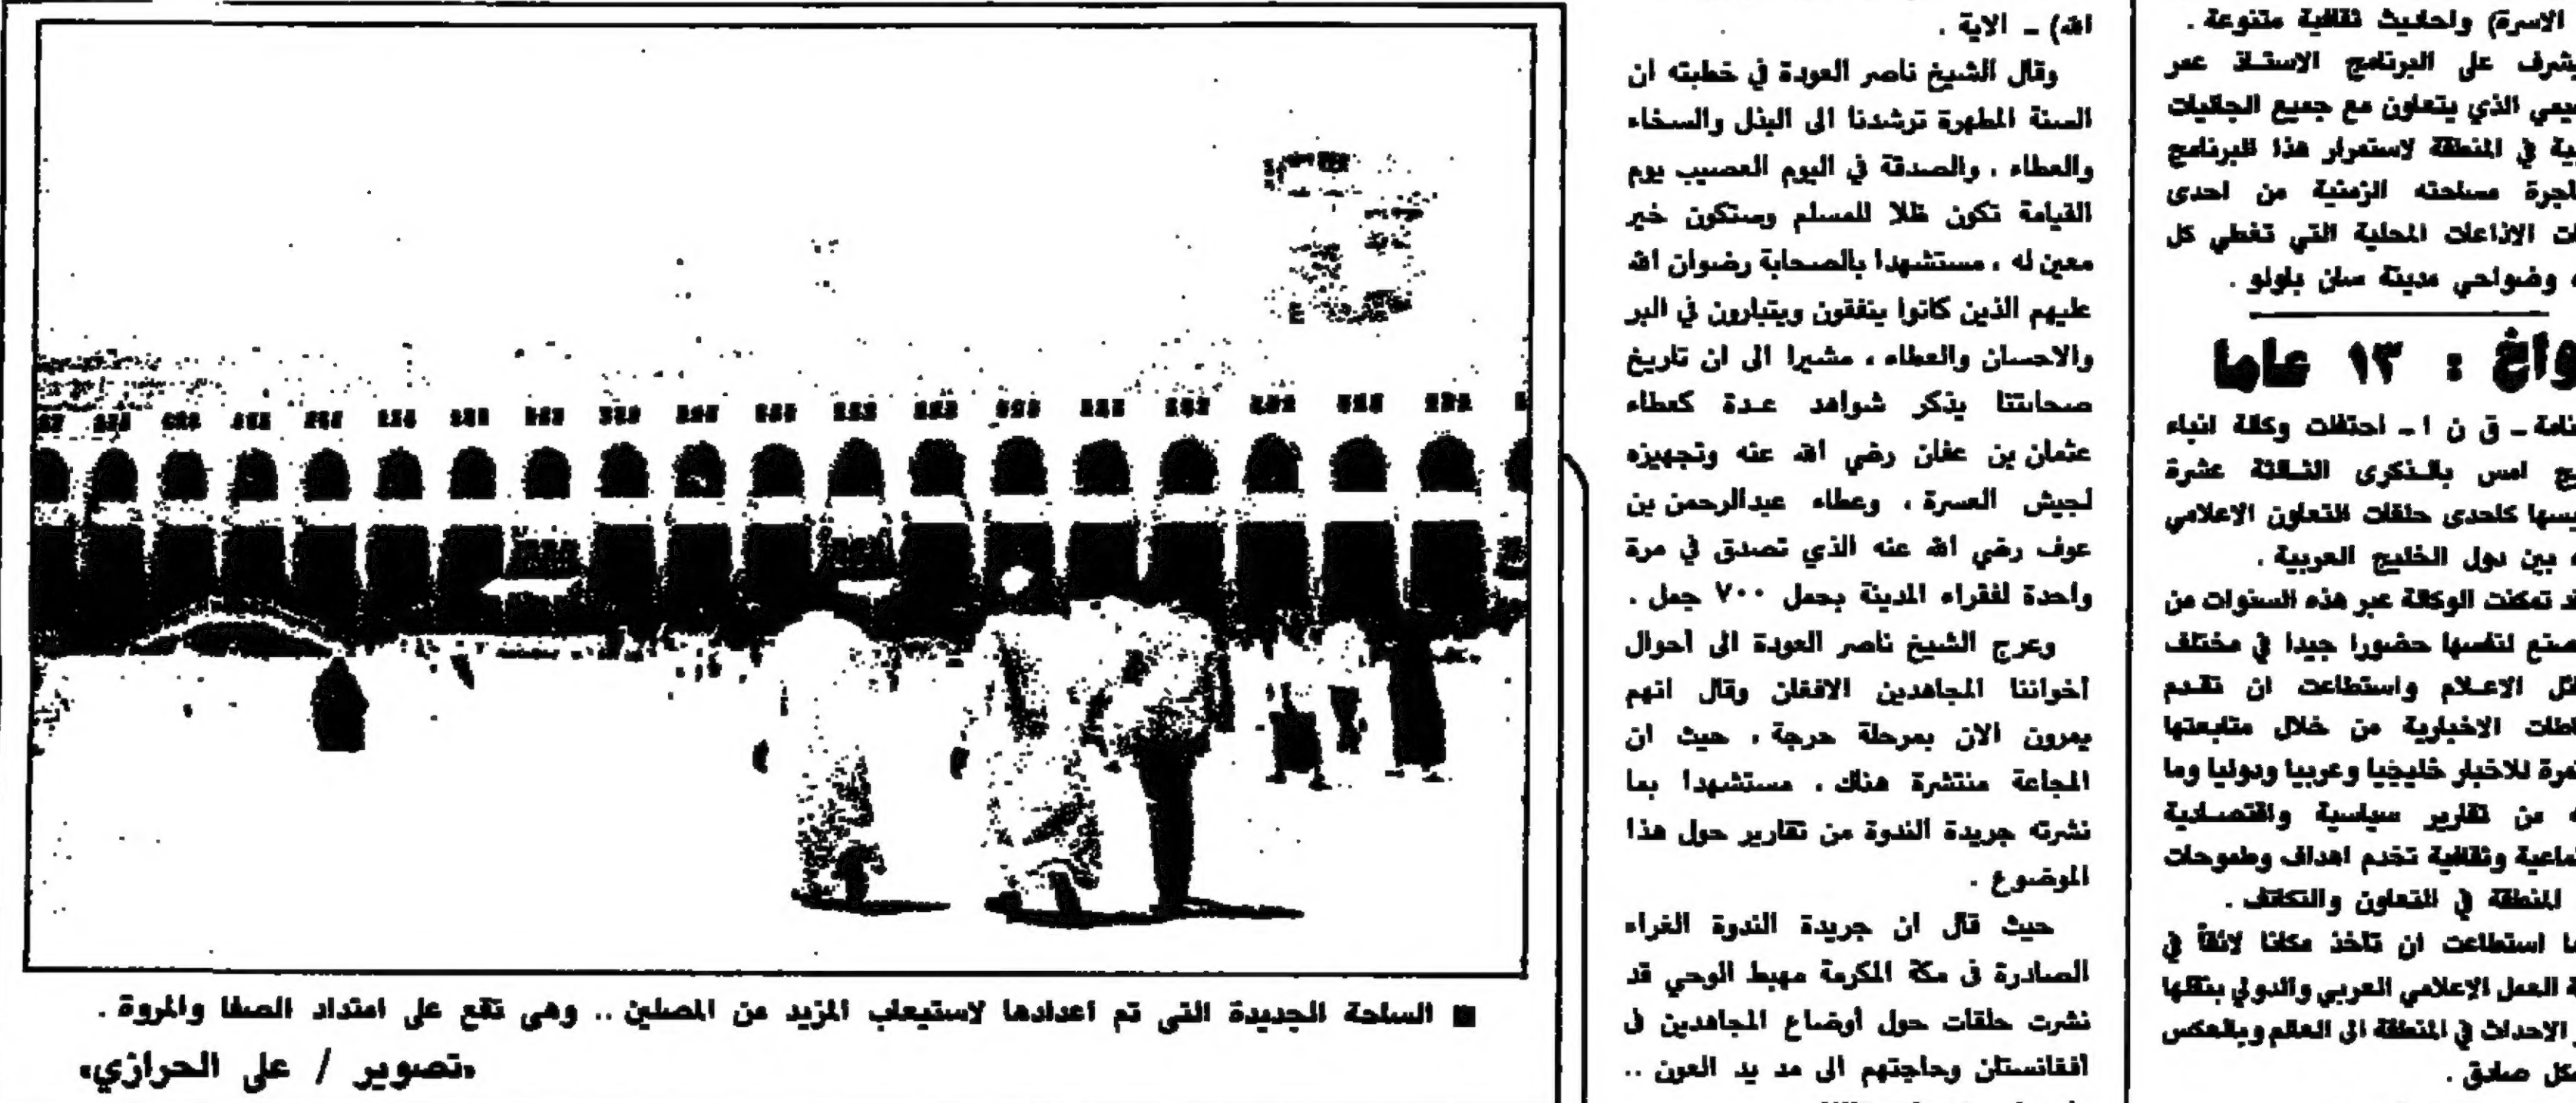 الاسرة) واحاديث ثقافية متنوعة .
يشرف على البرنامج الاستاذ عمر
الذي يتعاون مع جميع الجاليات
في المنطقة لاستمرار هذا البرنامج
مساحته الزمنية من احدى
الاذاعات المحلية التي تغطي كل
وضواحي مدينة سان باولو .
: ١٣ عاما
ـ ق ن ا ـ احتفلت وكالة انباء
امس بالذكرى الثالثة عشرة
كاحدى حلقات التعاون الاعلامي
بين دول الخليج العربية .
تمكنت الوكالة عبر هذه السنوات من
لنفسها حضورا جيدا في مختلف
الاعلام واستطاعت ان تقدم
الاخبارية من خلال متابعتها
للاخبار خليجيا وعربيا ودوليا وما
من تقارير سياسية واقتصادية
وثقافية تخدم اهداف وطموحات
المنطقة في التعاون والتكاتف .
استطاعت ان تاخذ مكانا لائقاً في
العمل الإعلامي العربي والدولي بنقلها
الاحداث في المنطقة الى العالم وبالعكس
صادق .
الله) ـ الاية .
وقال الشيخ ناصر العودة في خطبته ان
السنة المطهرة ترشدنا الى البذل والسخاء
والعطاء ، والصدقة في اليوم العصيب يوم
القيامة تكون ظلا للمسلم وستكون خير
معين له ، مستشهدا بالصحابة رضوان الله
عليهم الذين كانوا ينفقون ويتبارون في البر
والاحسان والعطاء ، مشيرا الى ان تاريخ
صحابتنا يذكر شواهد عدة كعطاء
عثمان بن عفان رضي الله عنه وتجهيزه
لجيش العسرة ، وعطاء عبدالرحمن بن
عوف رضي الله عنه الذي تصدق في مرة
واحدة لفقراء المدينة بحمل ٧٠٠ جمل .
وعرج الشيخ ناصر العودة الى أحوال
أخواننا المجاهدين الافغان وقال انهم
يمرون الان بمرحلة حرجة ، حيث ان
المجاعة منتشرة هناك ، مستشهدا بما
نشرته جريدة الندوة من تقارير حول هذا
الموضوع .
حيث قال ان جريدة الندوة الغراء
الصادرة فى مكة المكرمة مهبط الوحي قد
نشرت حلقات حول أوضاع المجاهدين فى
أفغانستان وحاجتهم الى مد يد العون ..
الساحة الجديدة التى تم اعدادها لاستيعاب المزيد من المصلين .. وهى تقع على امتداد الصفا والمروة .
«تصوير / على الحرازي»